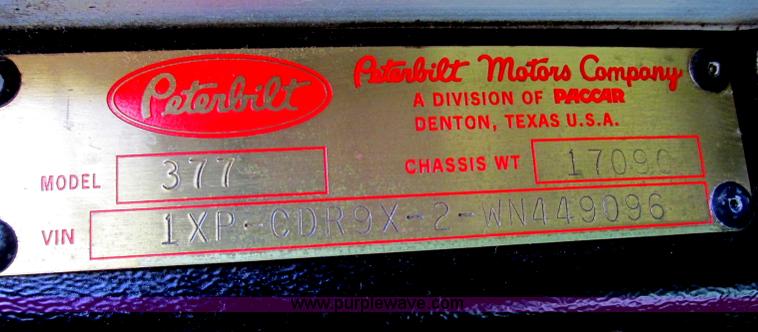 Peterbilt
Peterbilt Motors Company
A DIVISION OF PACCAR
DENTON, TEXAS U.S.A.
MODEL 377
CHASSIS WT 17090
VIN 1XP-CDR9X-2-WN449096
www.purplewave.com